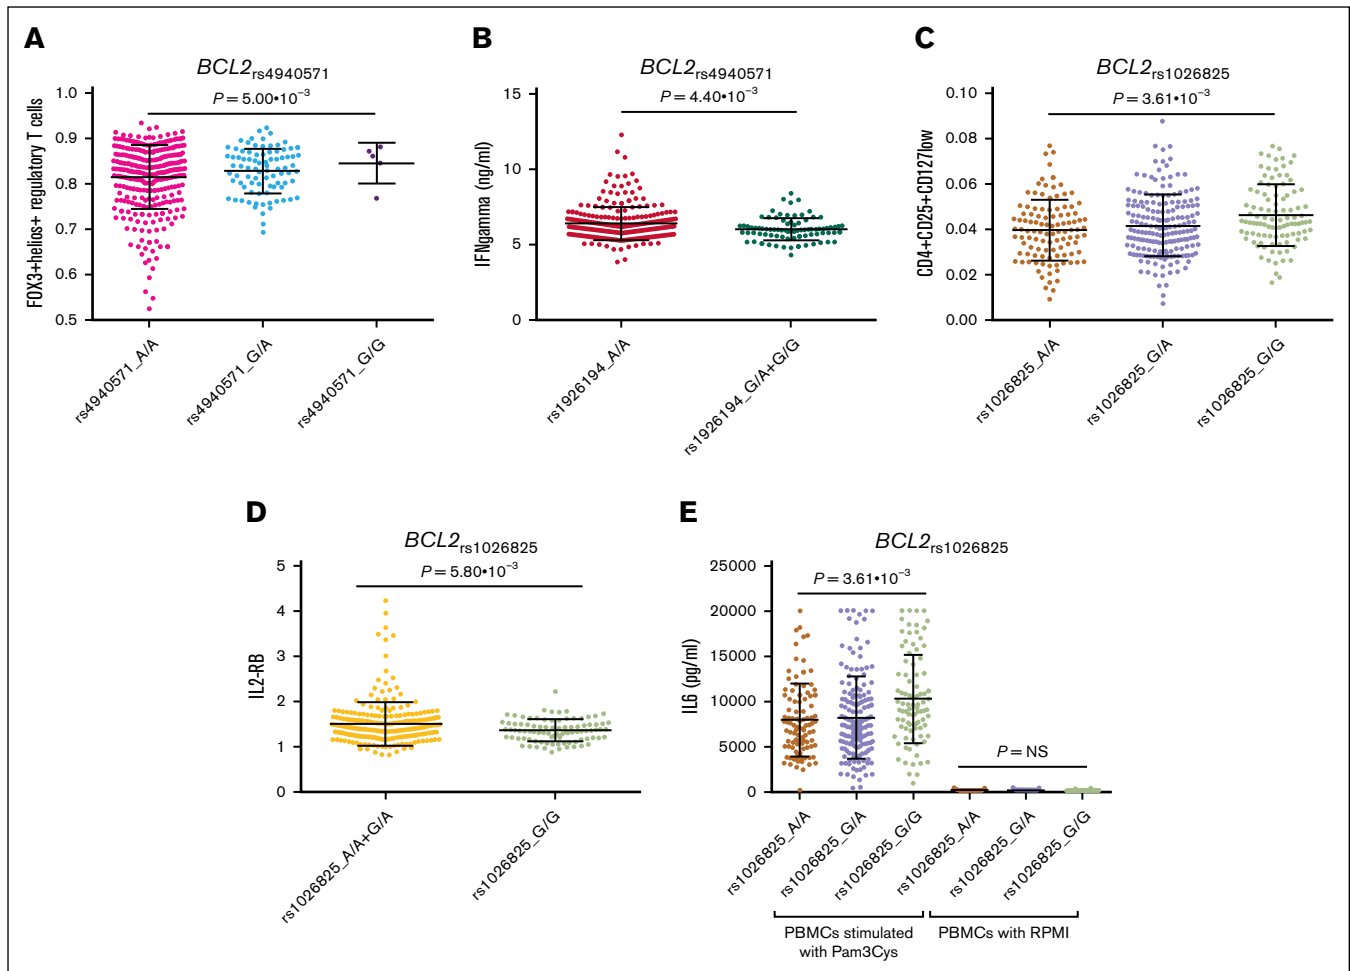 A
BCL2rs4940571
P = 5.00•10−3
FOX3+helios+ regulatory T cells
1.0
0.9
0.8
0.7
0.6
0.5
rs4940571_A/A
rs4940571_G/A
rs4940571_G/G
B
BCL2rs4940571
P = 4.40•10−3
IFNgamma (ng/ml)
15
10
5
0
rs1926194_A/A
rs1926194_G/A+G/G
C
BCL2rs1026825
P = 3.61•10−3
CD4+CD25+CD127low
0.10
0.08
0.06
0.04
0.02
0.00
rs1026825_A/A
rs1026825_G/A
rs1026825_G/G
D
BCL2rs1026825
P = 5.80•10−3
IL2-RB
5
4
3
2
1
0
rs1026825_A/A+G/A
rs1026825_G/G
E
BCL2rs1026825
P = 3.61•10−3
P = NS
IL6 (pg/ml)
25000
20000
15000
10000
5000
0
rs1026825_A/A
rs1026825_G/A
rs1026825_G/G
rs1026825_A/A
rs1026825_G/A
rs1026825_G/G
PBMCs stimulated
with Pam3Cys
PBMCs with RPMI